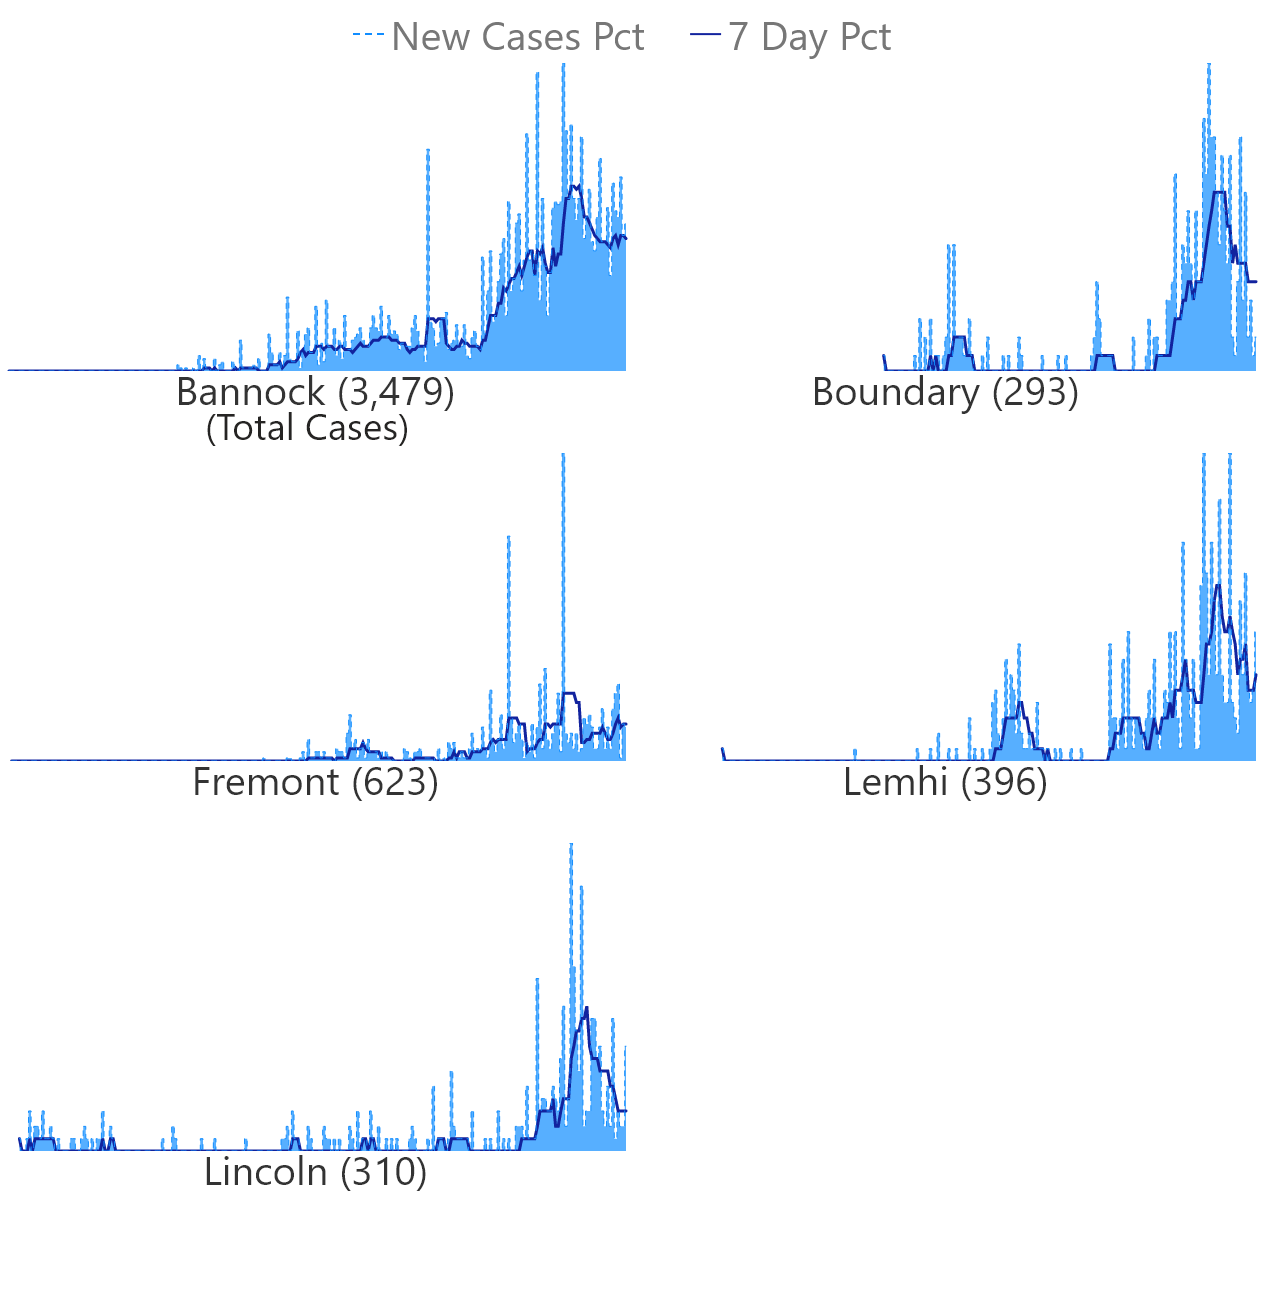 New Cases Pct 7 Day Pct
Bannock (3,479)
(Total Cases)
Boundary (293)
Fremont (623)
Lemhi (396)
Lincoln (310)